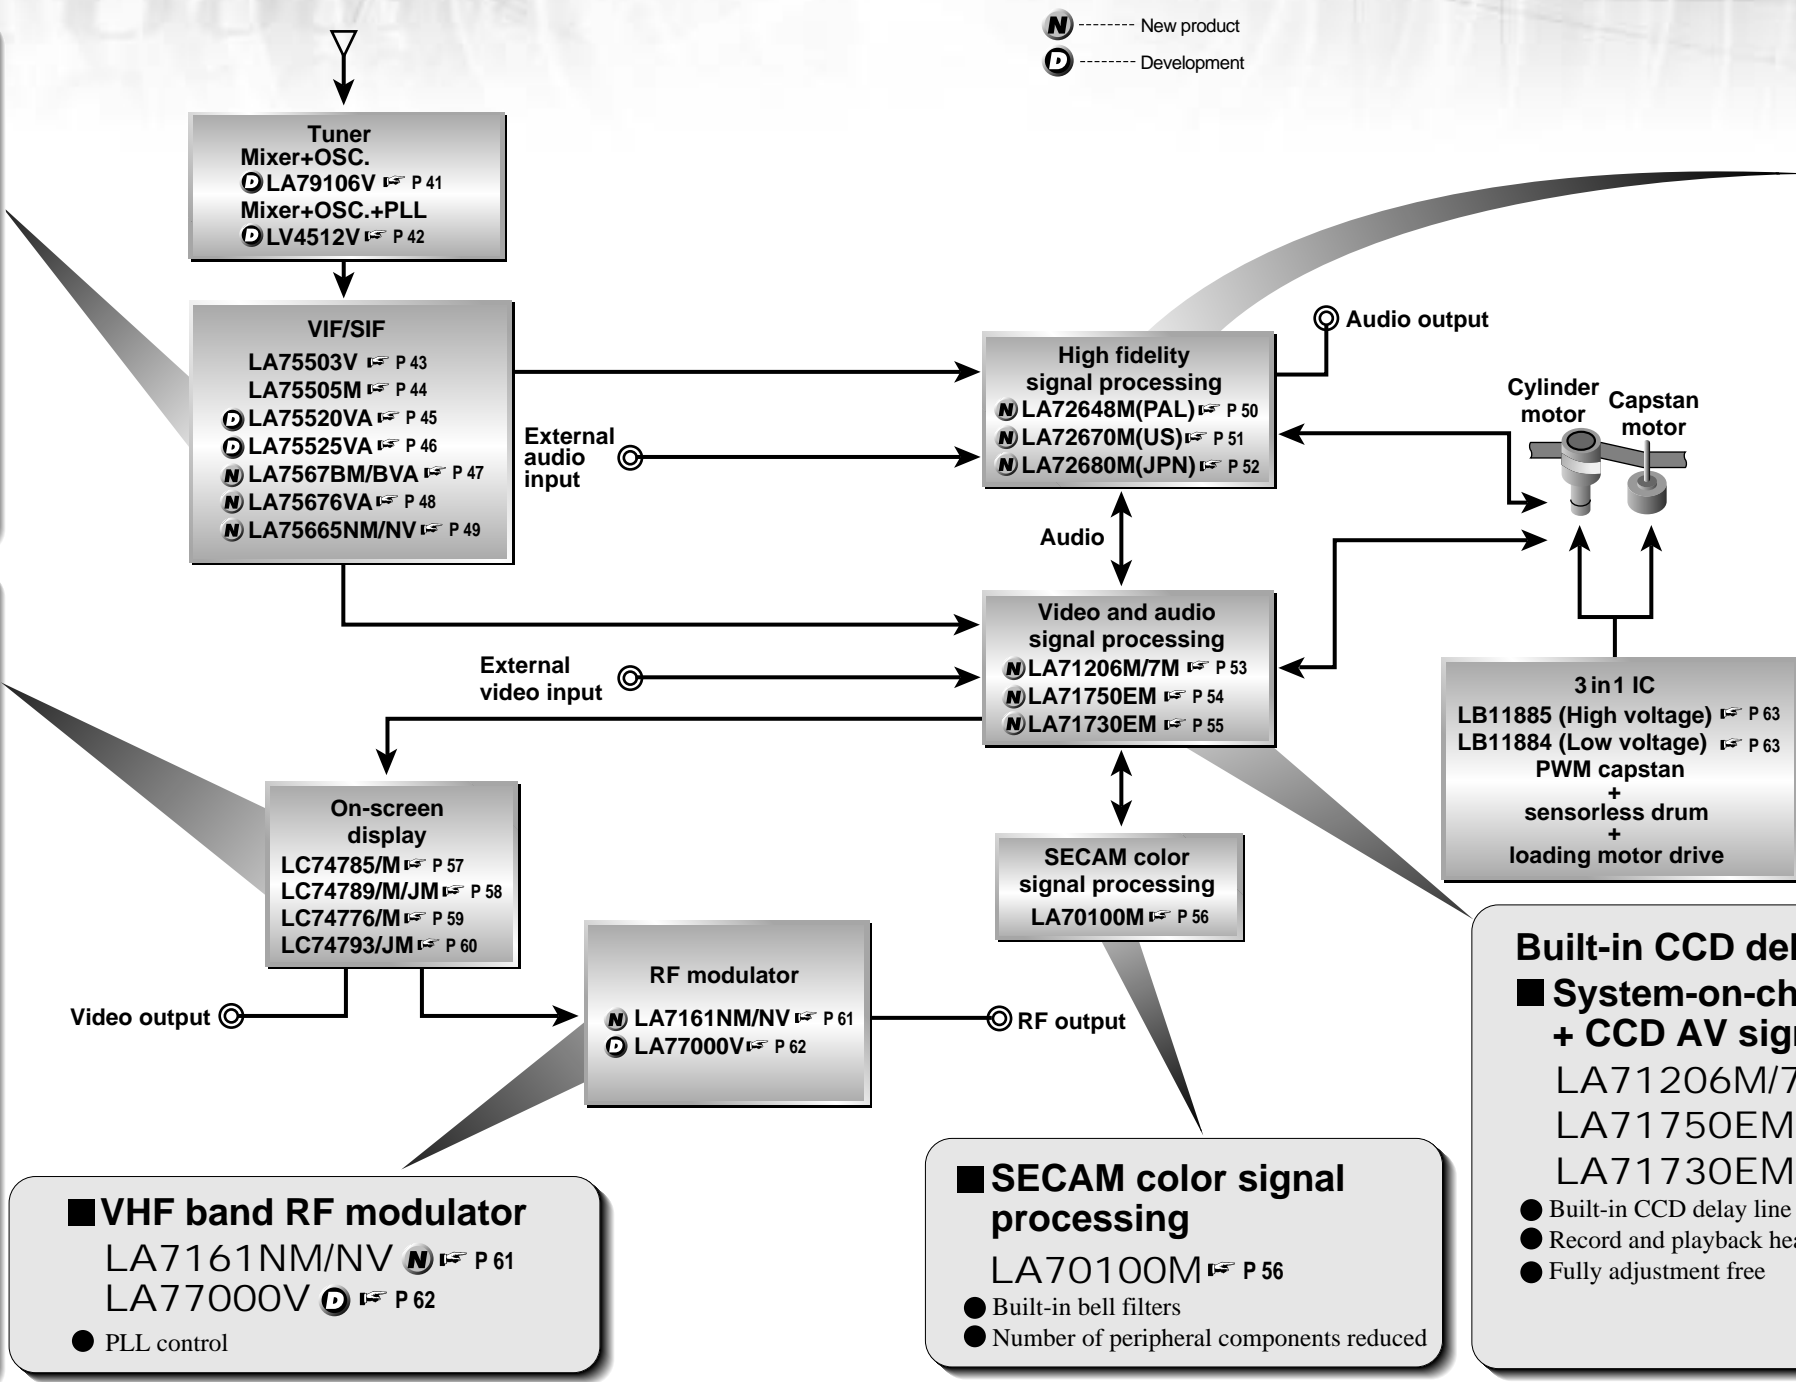 N -------- New product
D -------- Development
Tuner
Mixer+OSC.
D LA79106V ☞ P 41
Mixer+OSC.+PLL
D LV4512V ☞ P 42
VIF/SIF
LA75503V ☞ P 43
LA75505M ☞ P 44
D LA75520VA ☞ P 45
D LA75525VA ☞ P 46
N LA7567BM/BVA ☞ P 47
N LA75676VA ☞ P 48
N LA75665NM/NV ☞ P 49
External
audio
input
High fidelity
signal processing
N LA72648M(PAL) ☞ P 50
N LA72670M(US) ☞ P 51
N LA72680M(JPN) ☞ P 52
Audio output
Cylinder
motor
Capstan
motor
Audio
Video and audio
signal processing
N LA71206M/7M ☞ P 53
N LA71750EM ☞ P 54
N LA71730EM ☞ P 55
External
video input
3 in 1 IC
LB11885 (High voltage) ☞ P 63
LB11884 (Low voltage) ☞ P 63
PWM capstan
+
sensorless drum
+
loading motor drive
On-screen
display
LC74785/M ☞ P 57
LC74789/M/JM ☞ P 58
LC74776/M ☞ P 59
LC74793/JM ☞ P 60
SECAM color
signal processing
LA70100M ☞ P 56
Video output
RF modulator
N LA7161NM/NV ☞ P 61
D LA77000V ☞ P 62
RF output
■ VHF band RF modulator
LA7161NM/NV N ☞ P 61
LA77000V D ☞ P 62
● PLL control
■ SECAM color signal
processing
LA70100M ☞ P 56
● Built-in bell filters
● Number of peripheral components reduced
Built-in CCD del
■ System-on-ch
+ CCD AV sig
LA71206M/7
LA71750EM
LA71730EM
● Built-in CCD delay line
● Record and playback hea
● Fully adjustment free